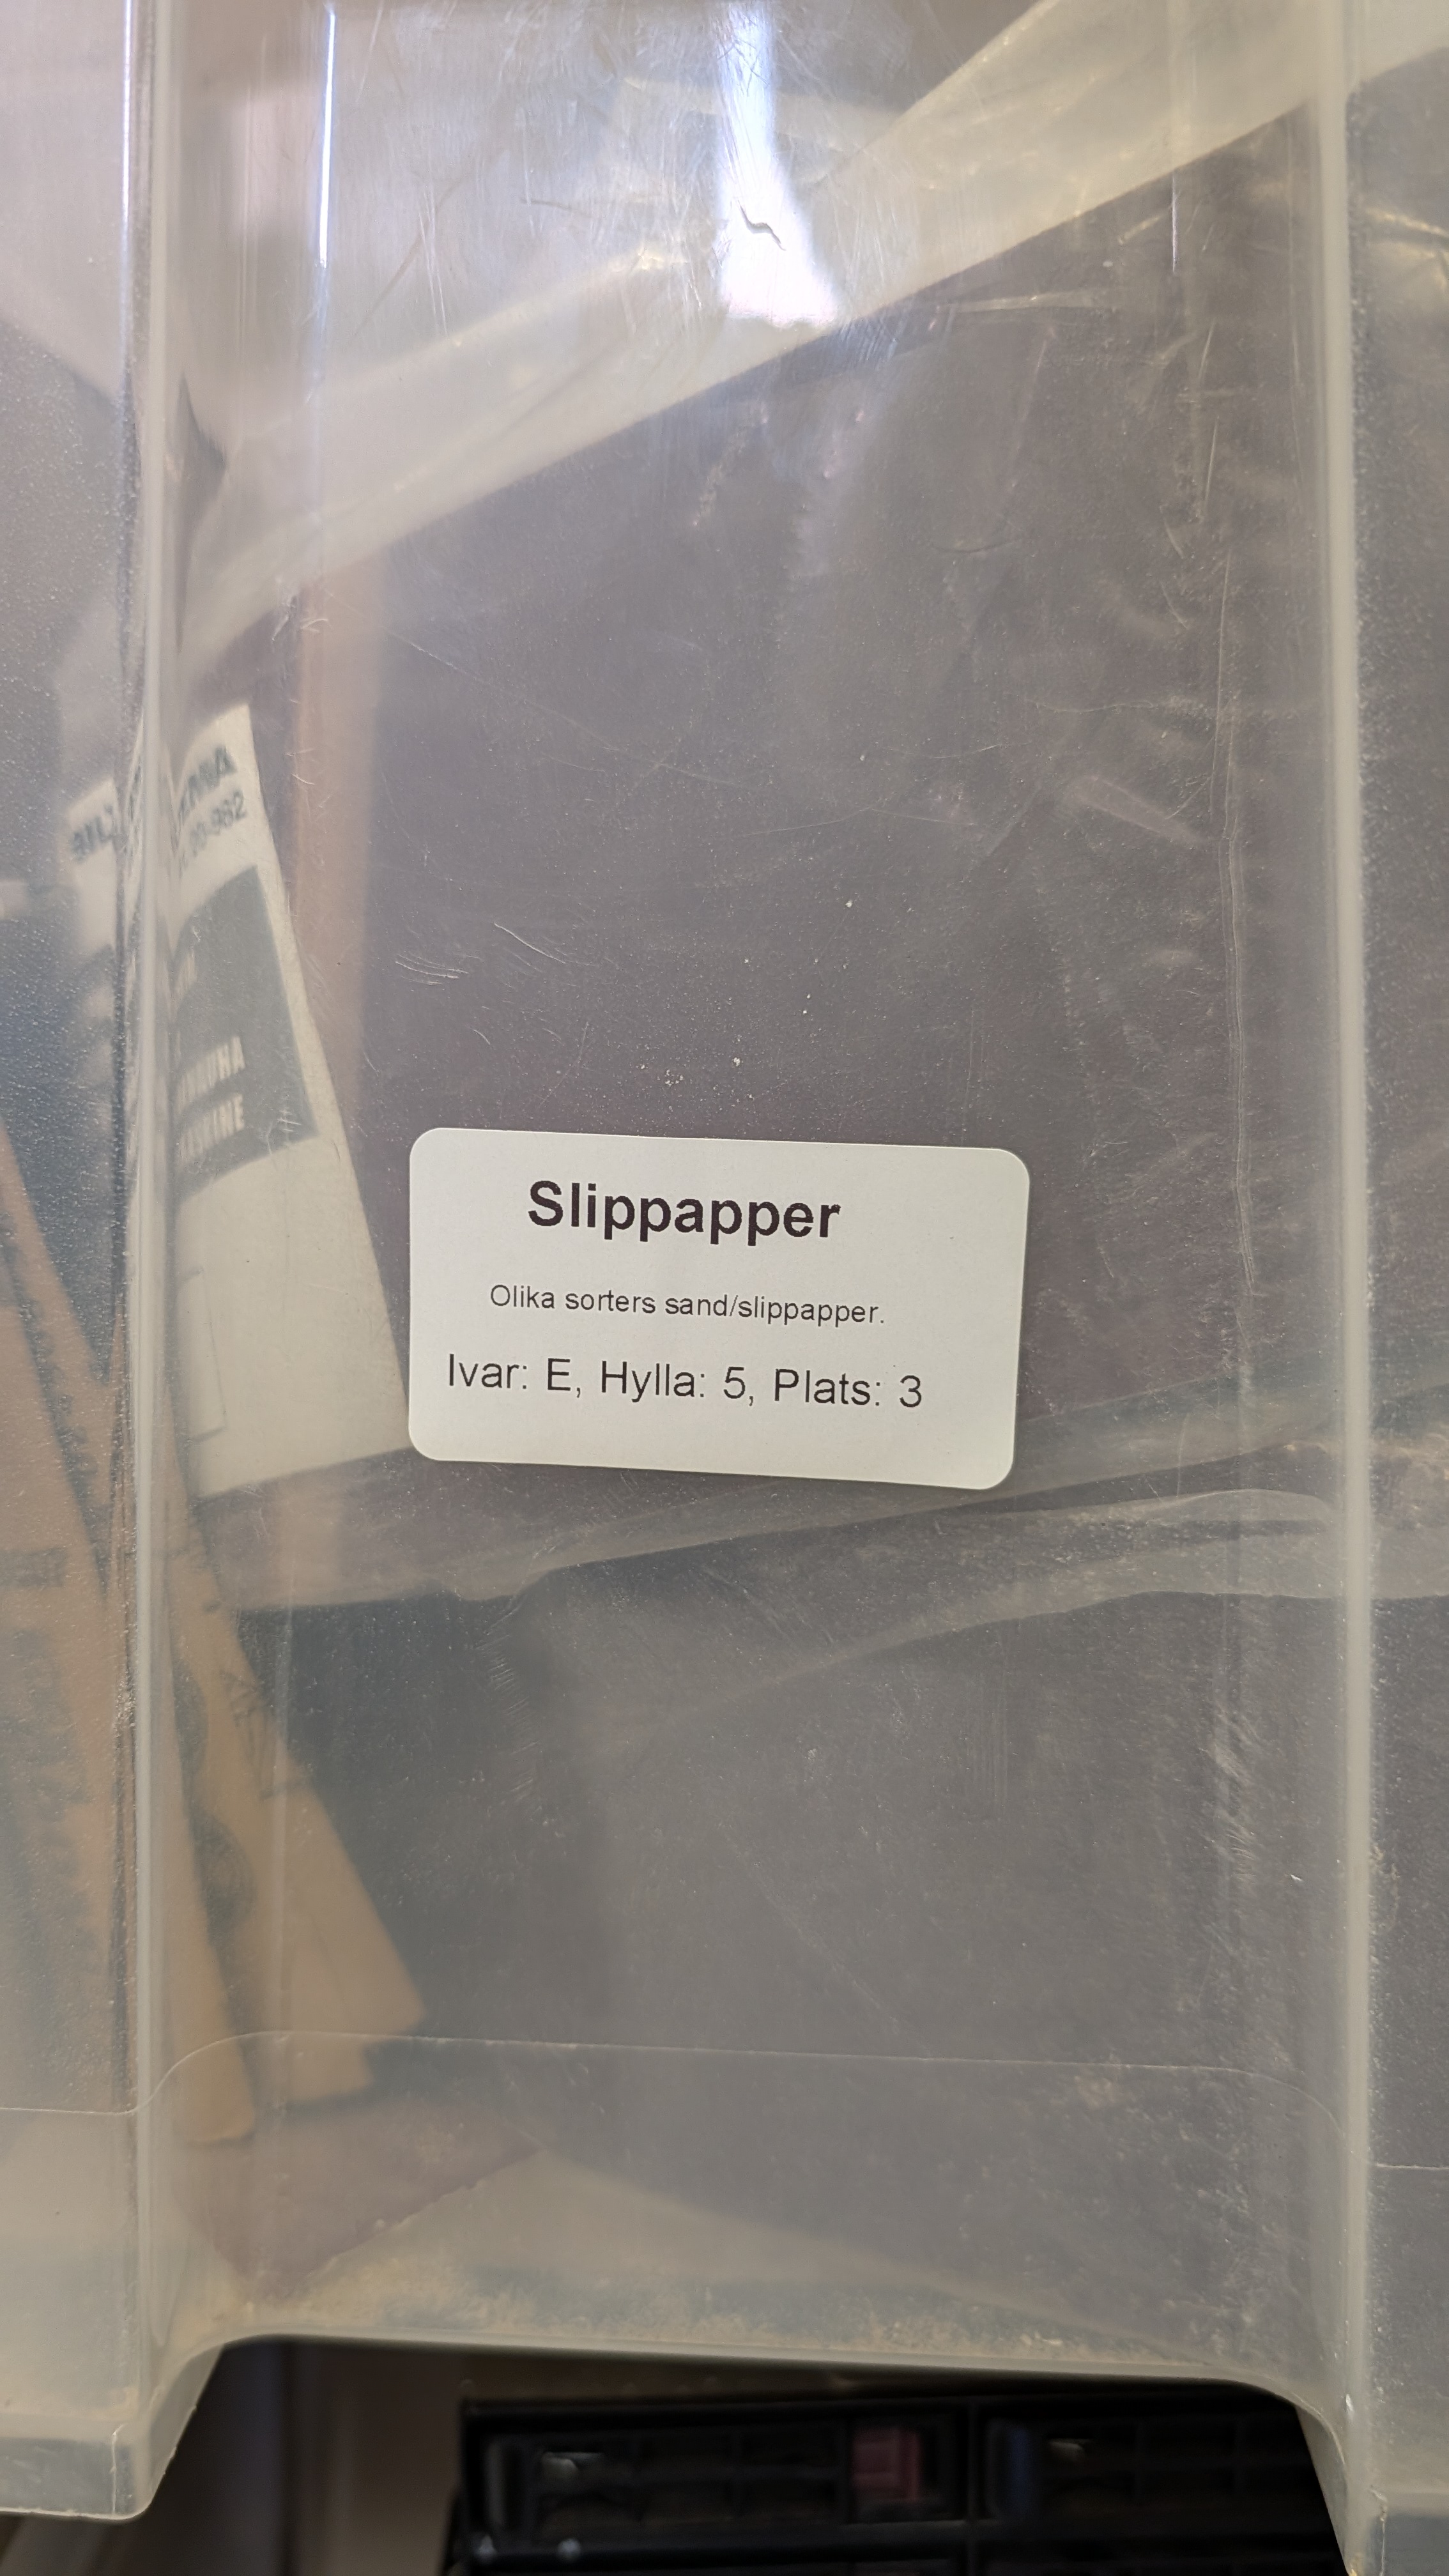 Slippapper
Olika sorters sand/slippapper.
Ivar: E, Hylla: 5, Plats: 3